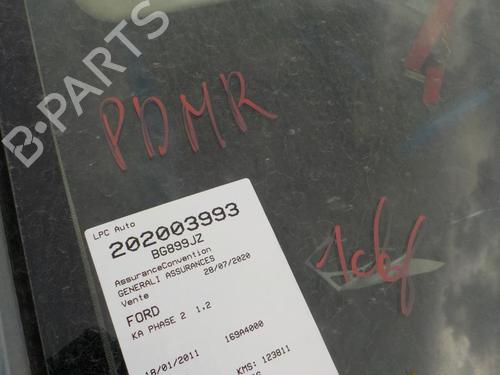 B-PARTS
PDMR
LPC Auto
202003993
BG899JZ
AssuranceConvention
GENERALI ASSURANCES
28/07/2020
Vente
FORD
KA PHASE 2 1.2
18/01/2011
169A4000
KMS: 123811